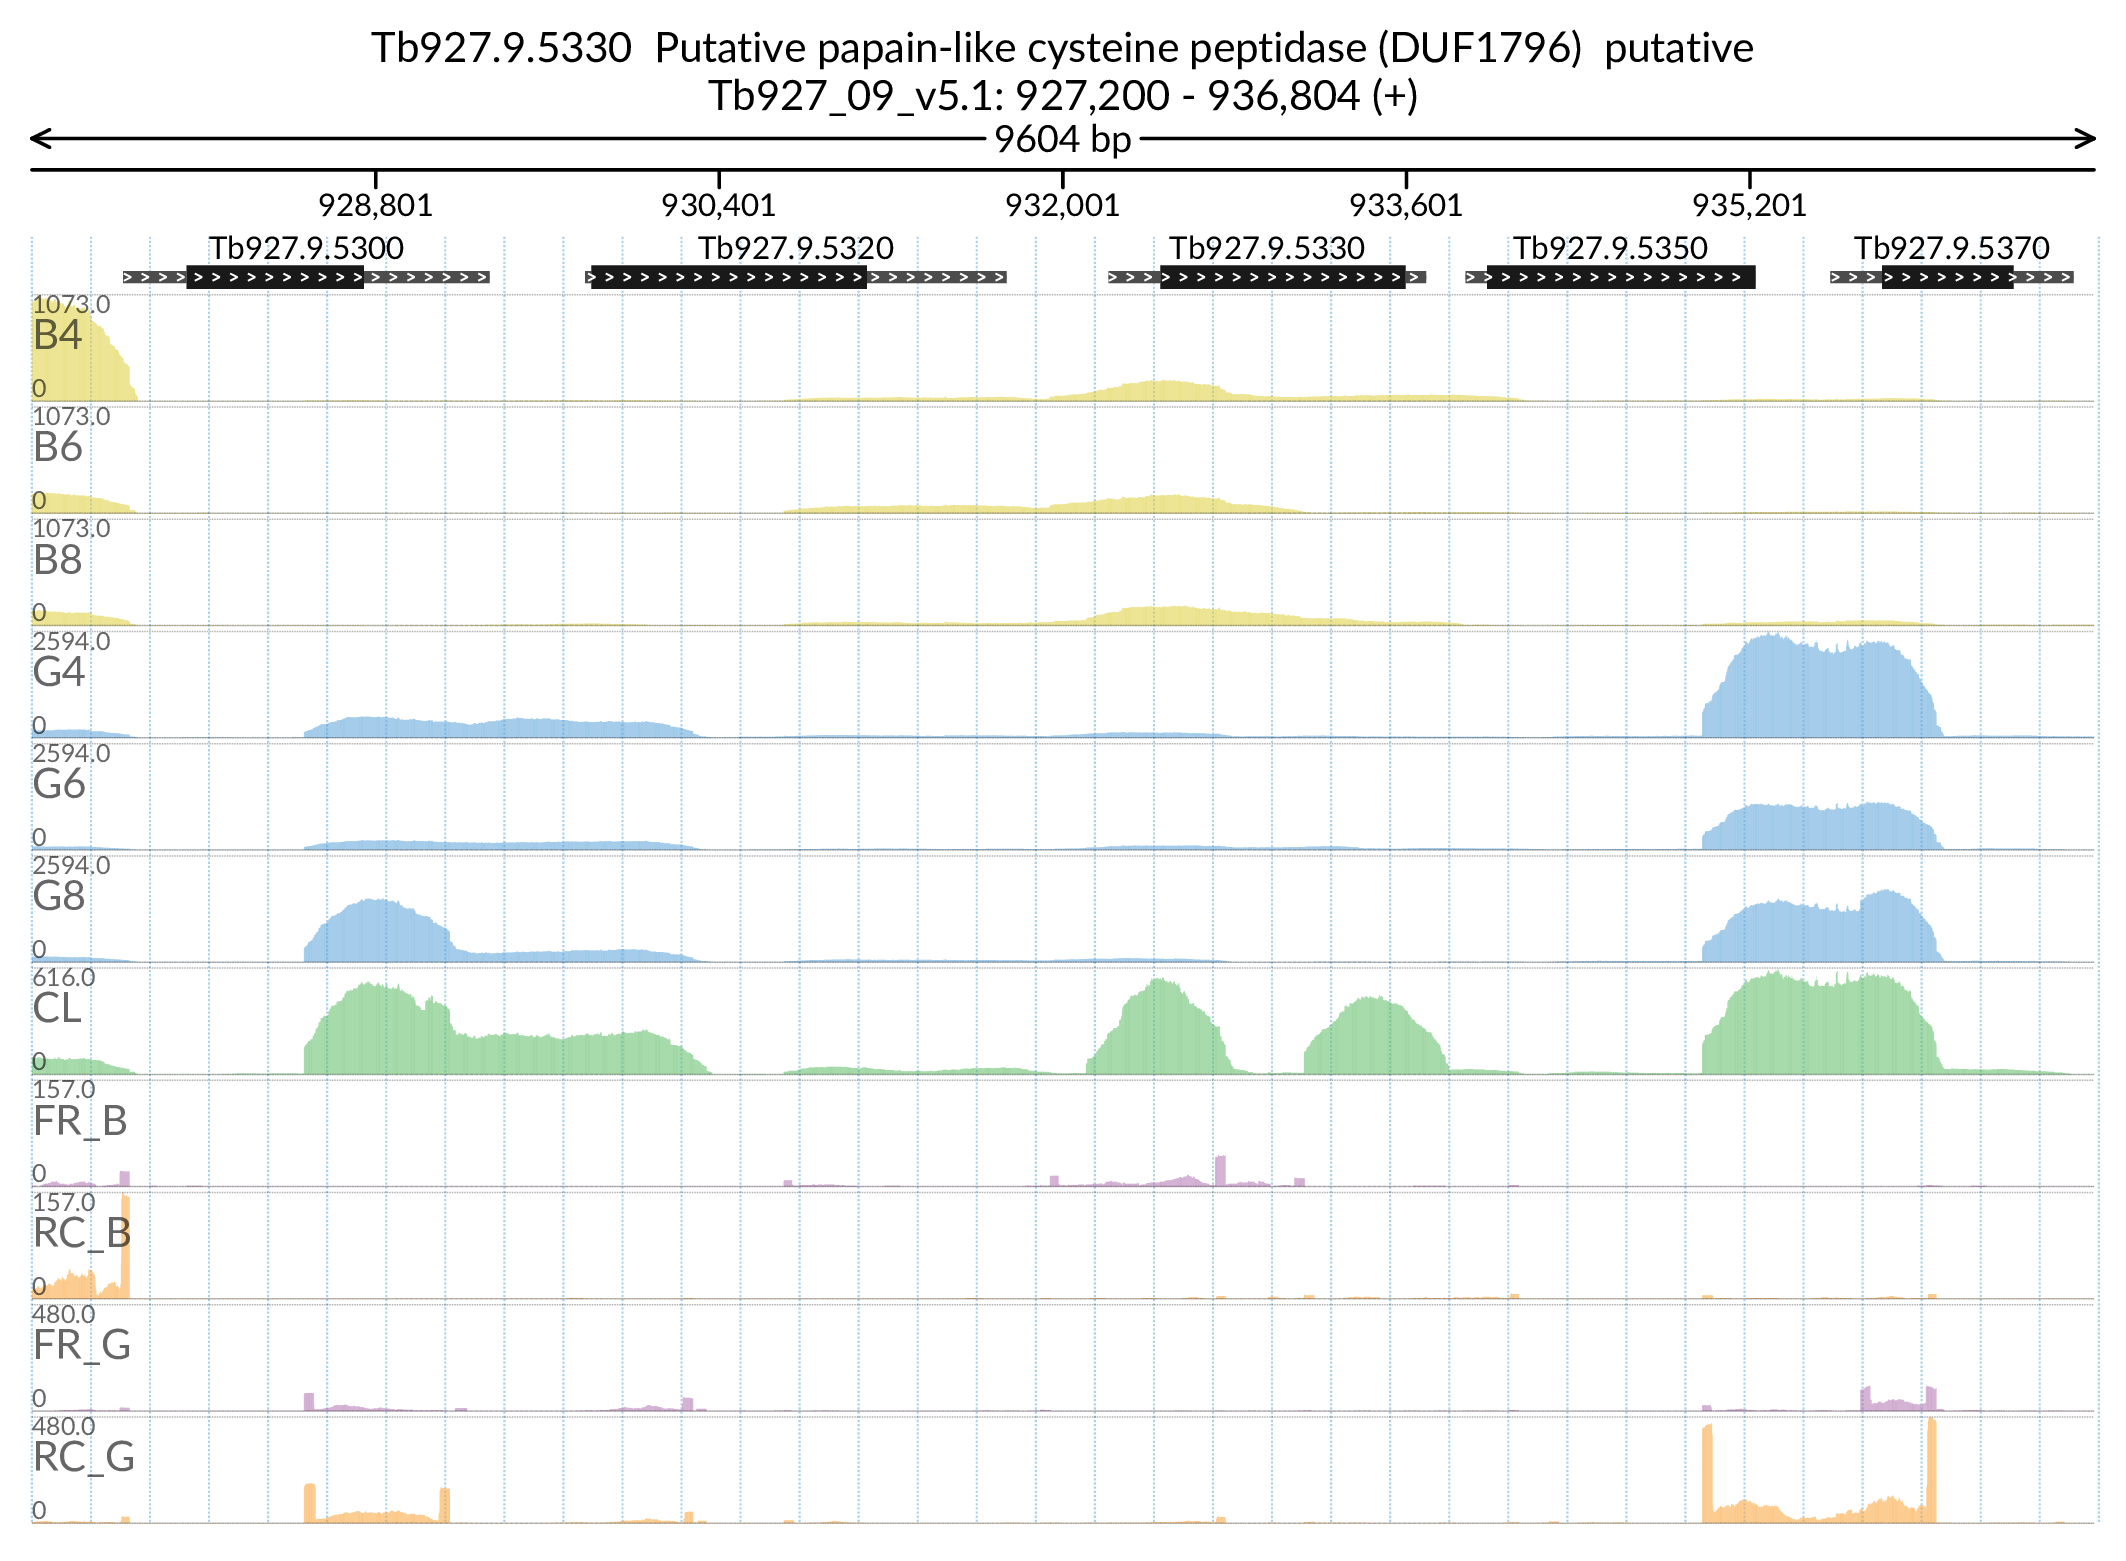 Tb927.9.5330  Putative papain-like cysteine peptidase (DUF1796)  putative
Tb927_09_v5.1: 927,200 - 936,804 (+)
9604 bp
928,801 930,401 932,001 933,601 935,201
Tb927.9.5300 Tb927.9.5320 Tb927.9.5330 Tb927.9.5350 Tb927.9.5370
1073.0
B4
0
1073.0
B6
0
1073.0
B8
0
2594.0
G4
0
2594.0
G6
0
2594.0
G8
0
616.0
CL
0
157.0
FR_B
0
157.0
RC_B
0
480.0
FR_G
0
480.0
RC_G
0